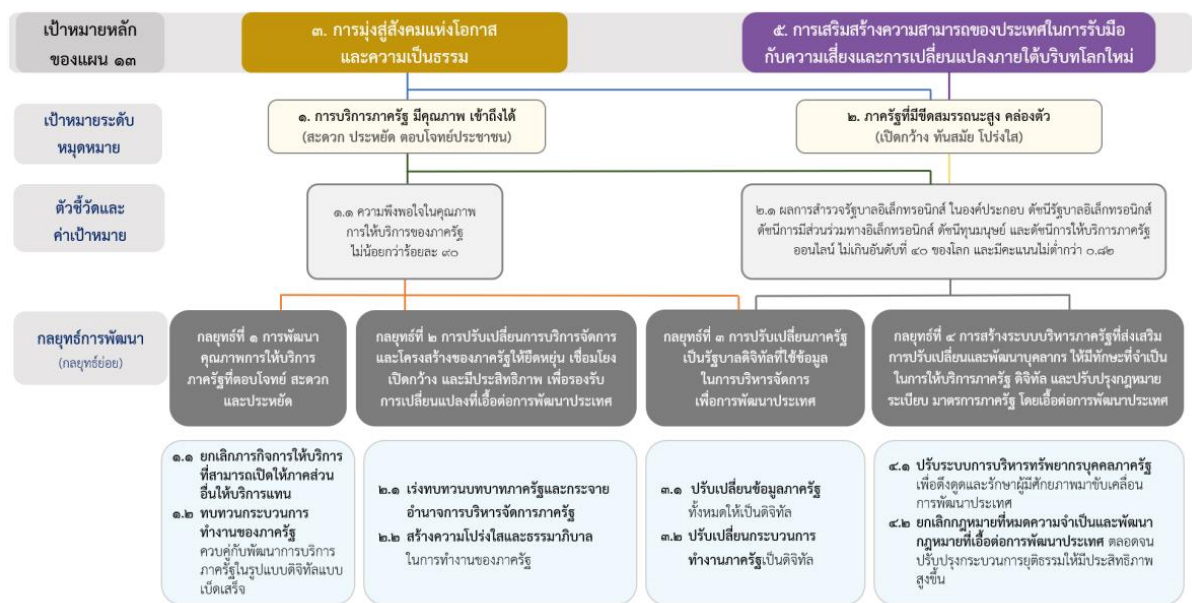 เป้าหมายหลัก
ของแผน ๑๓
๓. การมุ่งสู่สังคมแห่งโอกาส
และความเป็นธรรม
๕. การเสริมสร้างความสามารถของประเทศในการรับมือ
กับความเสี่ยงและการเปลี่ยนแปลงภายใต้บริบทโลกใหม่
เป้าหมายระดับ
หมุดหมาย
๑. การบริการภาครัฐ มีคุณภาพ เข้าถึงได้
(สะดวก ประหยัด ตอบโจทย์ประชาชน)
๒. ภาครัฐที่มีขีดสมรรถนะสูง คล่องตัว
(เปิดกว้าง ทันสมัย โปร่งใส)
ตัวชี้วัดและ
ค่าเป้าหมาย
๑.๑ ความพึงพอใจในคุณภาพ
การให้บริการของภาครัฐ
ไม่น้อยกว่าร้อยละ ๙๐
๒.๑ ผลการสำรวจรัฐบาลอิเล็กทรอนิกส์ ในองค์ประกอบ ดัชนีรัฐบาลอิเล็กทรอนิกส์
ดัชนีการมีส่วนร่วมทางอิเล็กทรอนิกส์ ดัชนีทุนมนุษย์ และดัชนีการให้บริการภาครัฐ
ออนไลน์ ไม่เกินอันดับที่ ๔๐ ของโลก และมีคะแนนไม่ต่ำกว่า ๐.๘๒
กลยุทธ์การพัฒนา
(กลยุทธ์ย่อย)
กลยุทธ์ที่ ๑ การพัฒนา
คุณภาพการให้บริการ
ภาครัฐที่ตอบโจทย์ สะดวก
และประหยัด
กลยุทธ์ที่ ๒ การปรับเปลี่ยนการบริการจัดการ
และโครงสร้างของภาครัฐให้ยืดหยุ่น เชื่อมโยง
เปิดกว้าง และมีประสิทธิภาพ เพื่อรองรับ
การเปลี่ยนแปลงที่เอื้อต่อการพัฒนาประเทศ
กลยุทธ์ที่ ๓ การปรับเปลี่ยนภาครัฐ
เป็นรัฐบาลดิจิทัลที่ใช้ข้อมูล
ในการบริหารจัดการ
เพื่อการพัฒนาประเทศ
กลยุทธ์ที่ ๔ การสร้างระบบบริหารภาครัฐที่ส่งเสริม
การปรับเปลี่ยนและพัฒนาบุคลากร ให้มีทักษะที่จำเป็น
ในการให้บริการภาครัฐ ดิจิทัล และปรับปรุงกฎหมาย
ระเบียบ มาตรการภาครัฐ โดยเอื้อต่อการพัฒนาประเทศ
๑.๑ ยกเลิกภารกิจการให้บริการ
ที่สามารถเปิดให้ภาคส่วน
อื่นให้บริการแทน
๑.๒ ทบทวนกระบวนการ
ทำงานของภาครัฐ
ควบคู่กับพัฒนาการบริการ
ภาครัฐในรูปแบบดิจิทัลแบบ
เบ็ดเสร็จ
๒.๑ เร่งทบทวนบทบาทภาครัฐและกระจาย
อำนาจการบริหารจัดการภาครัฐ
๒.๒ สร้างความโปร่งใสและธรรมาภิบาล
ในการทำงานของภาครัฐ
๓.๑ ปรับเปลี่ยนข้อมูลภาครัฐ
ทั้งหมดให้เป็นดิจิทัล
๓.๒ ปรับเปลี่ยนกระบวนการ
ทำงานภาครัฐเป็นดิจิทัล
๔.๑ ปรับระบบการบริหารทรัพยากรบุคคลภาครัฐ
เพื่อดึงดูดและรักษาผู้มีศักยภาพมาขับเคลื่อน
การพัฒนาประเทศ
๔.๒ ยกเลิกกฎหมายที่หมดความจำเป็นและพัฒนา
กฎหมายที่เอื้อต่อการพัฒนาประเทศ ตลอดจน
ปรับปรุงกระบวนการยุติธรรมให้มีประสิทธิภาพ
สูงขึ้น